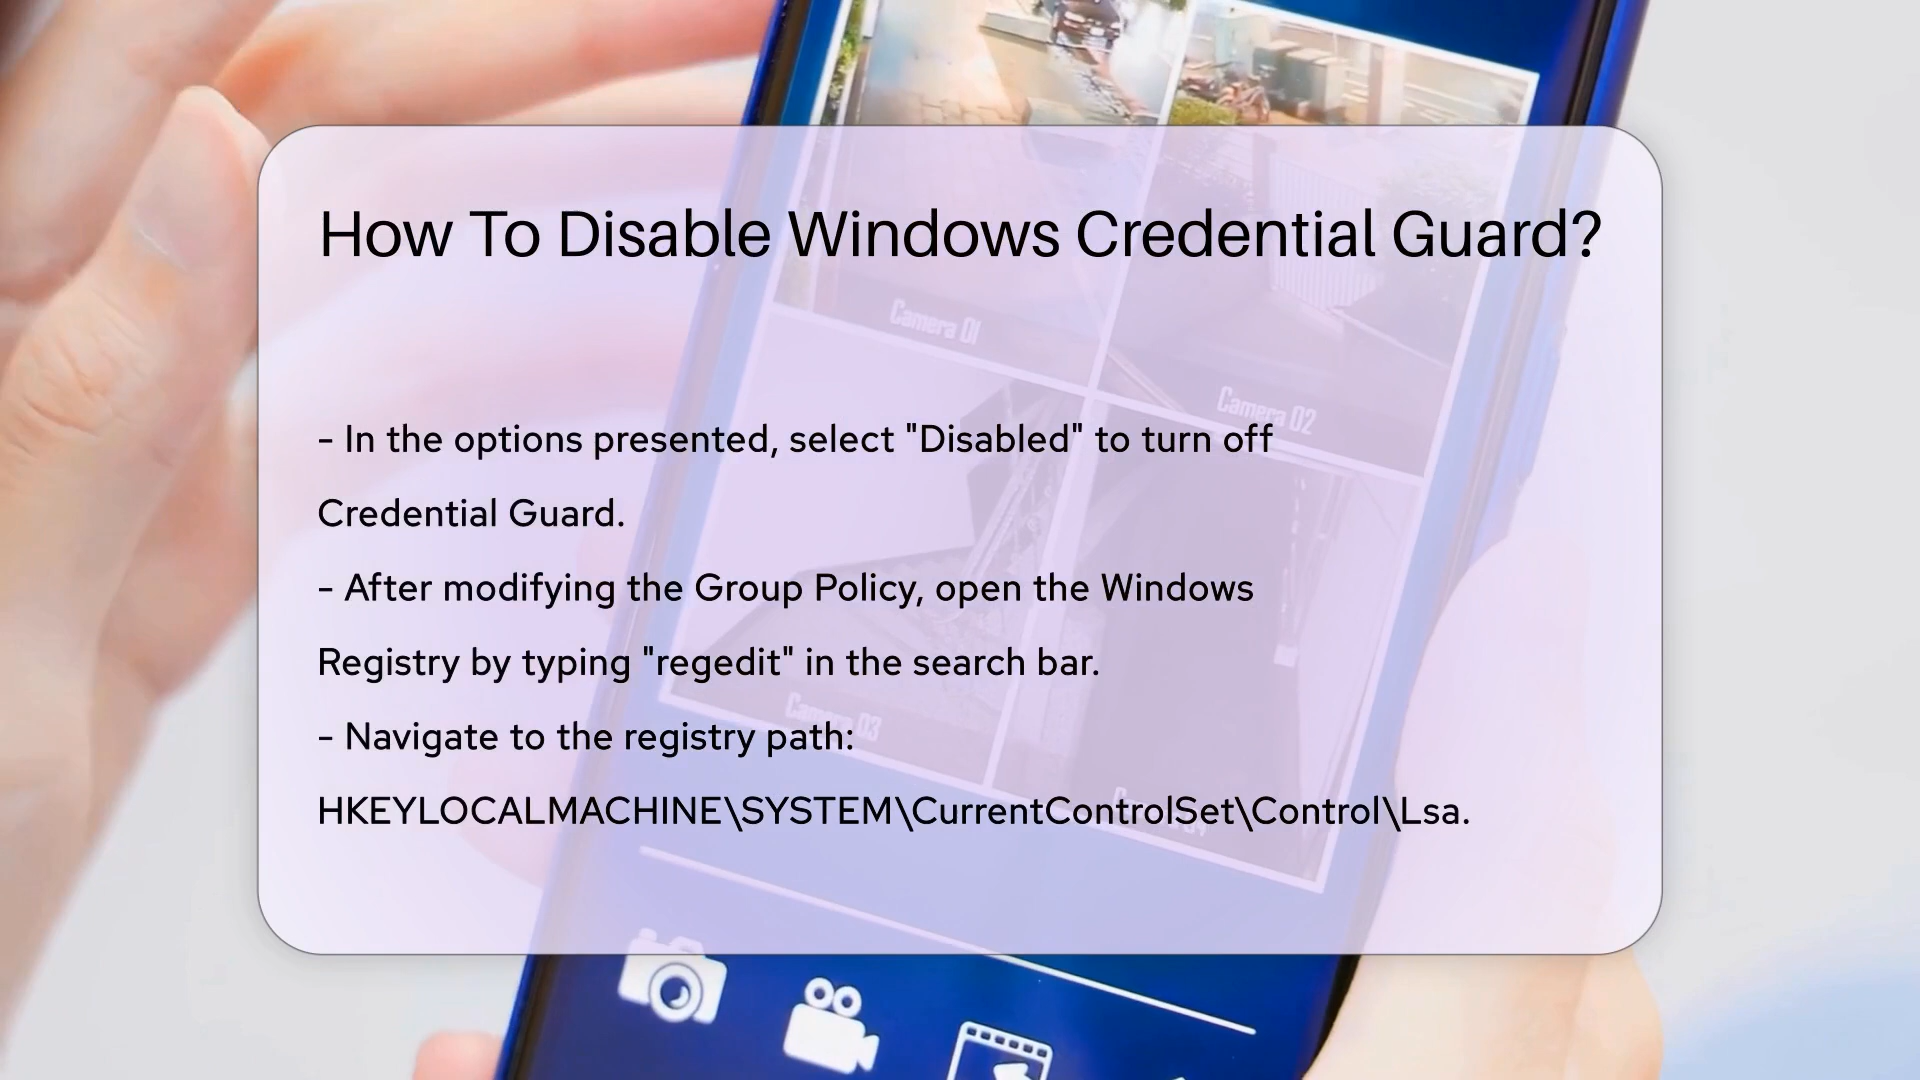 How To Disable Windows Credential Guard?
Camera 01
Camera 02
- In the options presented, select "Disabled" to turn off
Credential Guard.
- After modifying the Group Policy, open the Windows
Registry by typing "regedit" in the search bar.
Camera 03
- Navigate to the registry path:
HKEYLOCALMACHINE\SYSTEM\CurrentControlSet\Control\Lsa.